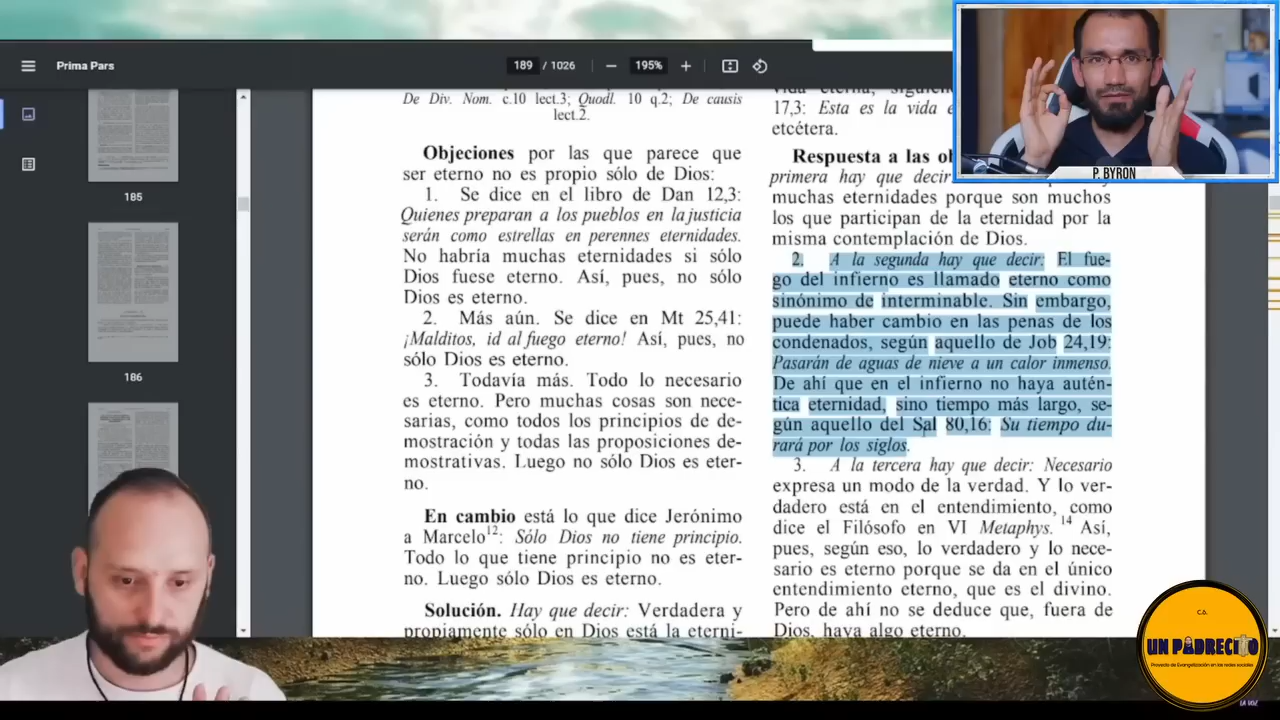 Prima Pars
189 / 1026
195%
P. BYRON
185
186
De Div. Nom. c.10 lect.3; Quodl. 10 q.2; De causis
lect.2.
Objeciones por las que parece que
ser eterno no es propio sólo de Dios:
1. Se dice en el libro de Dan 12,3:
Quienes preparan a los pueblos en la justicia
serán como estrellas en perennes eternidades.
No habría muchas eternidades si sólo
Dios fuese eterno. Así, pues, no sólo
Dios es eterno.
2. Más aún. Se dice en Mt 25,41:
¡Malditos, id al fuego eterno! Así, pues, no
sólo Dios es eterno.
3. Todavía más. Todo lo necesario
es eterno. Pero muchas cosas son nece-
sarias, como todos los principios de de-
mostración y todas las proposiciones de-
mostrativas. Luego no sólo Dios es eter-
no.
En cambio está lo que dice Jerónimo
a Marcelo12: Sólo Dios no tiene principio.
Todo lo que tiene principio no es eter-
no. Luego sólo Dios es eterno.
Solución. Hay que decir: Verdadera y
propiamente sólo en Dios está la eterni-
17,3: Esta es la vida e
etcétera.
Respuesta a las ob
primera hay que decir
muchas eternidades porque son muchos
los que participan de la eternidad por la
misma contemplación de Dios.
2. A la segunda hay que decir: El fue-
go del infierno es llamado eterno como
sinónimo de interminable. Sin embargo,
puede haber cambio en las penas de los
condenados, según aquello de Job 24,19:
Pasarán de aguas de nieve a un calor inmenso.
De ahí que en el infierno no haya autén-
tica eternidad, sino tiempo más largo, se-
gún aquello del Sal 80,16: Su tiempo du-
rará por los siglos.
3. A la tercera hay que decir: Necesario
expresa un modo de la verdad. Y lo ver-
dadero está en el entendimiento, como
dice el Filósofo en VI Metaphys. 14 Así,
pues, según eso, lo verdadero y lo nece-
sario es eterno porque se da en el único
entendimiento eterno, que es el divino.
Pero de ahí no se deduce que, fuera de
Dios, haya algo eterno.
UN PADRECITO
Proyecto de Evangelización en las redes sociales
LA VOZ